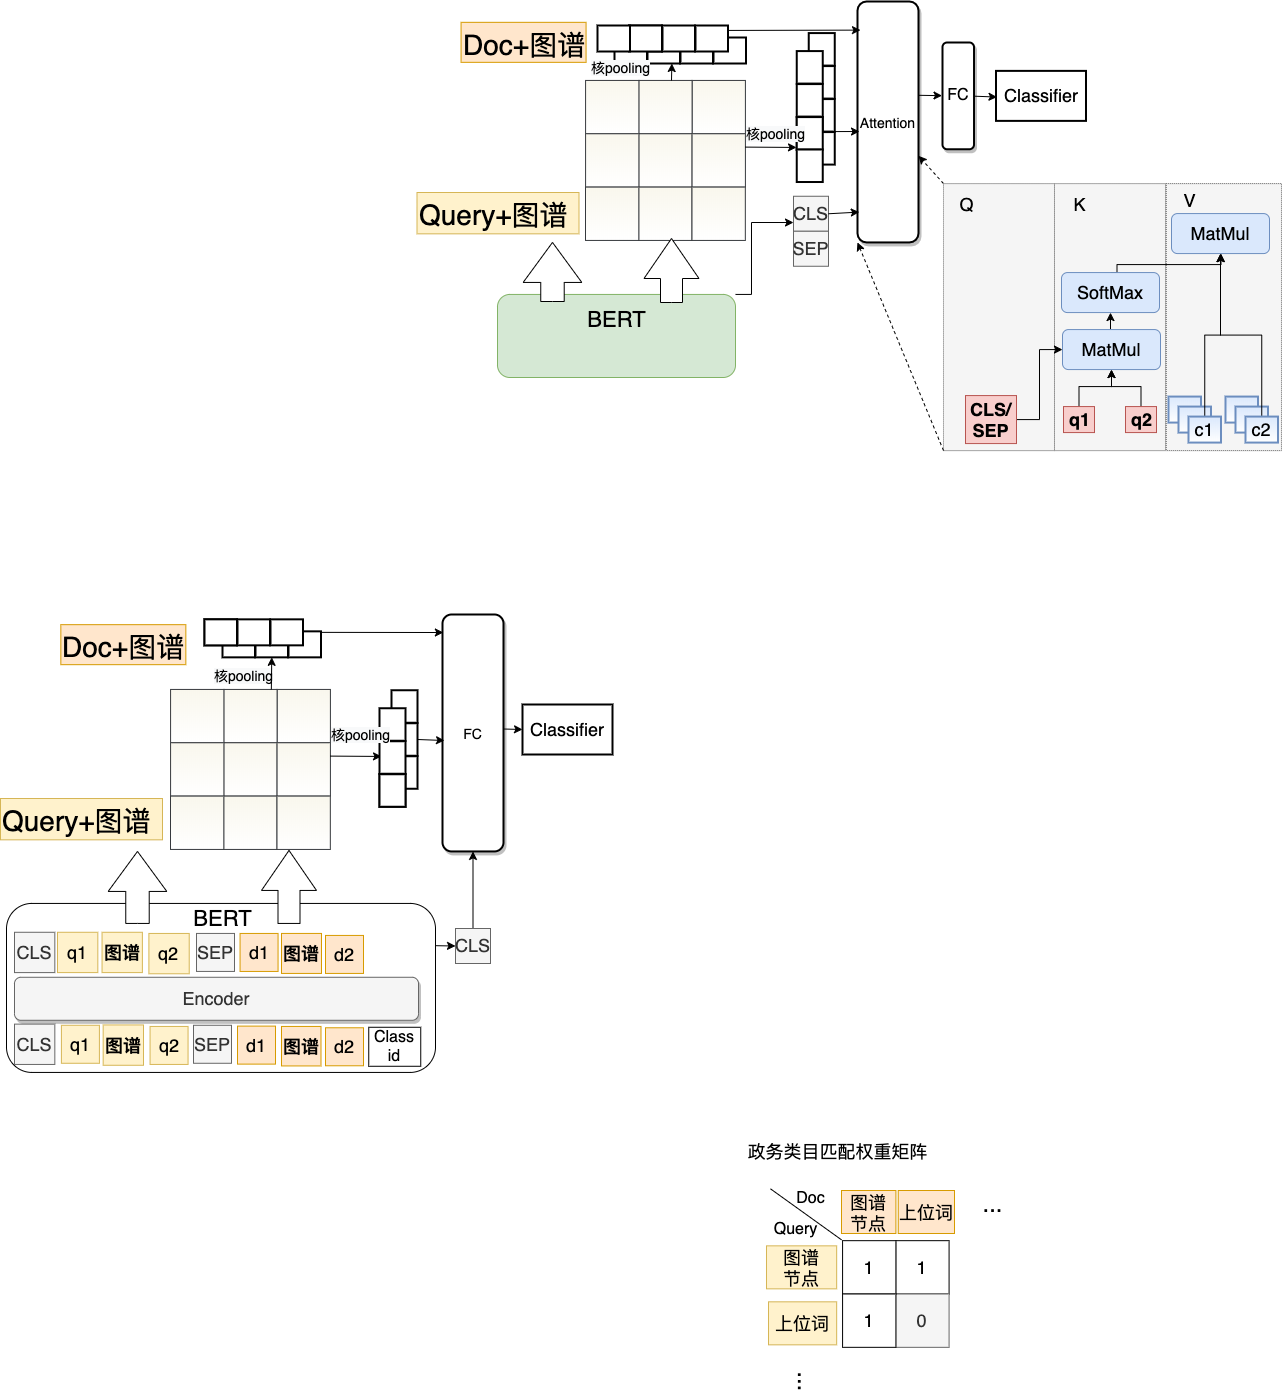 Doc+图谱
核pooling
核pooling
Query+图谱
CLS
SEP
BERT
Attention
FC
Classifier
Q
K
V
MatMul
SoftMax
MatMul
CLS/
SEP
q1
q2
c1
c2
Doc+图谱
核pooling
核pooling
Query+图谱
FC
Classifier
BERT
CLS
q1
图谱
q2
SEP
d1
图谱
d2
CLS
Encoder
CLS
q1
图谱
q2
SEP
d1
图谱
d2
Class
id
政务类目匹配权重矩阵
Doc
Query
图谱
节点
上位词
...
图谱
节点
1
1
上位词
1
0
...